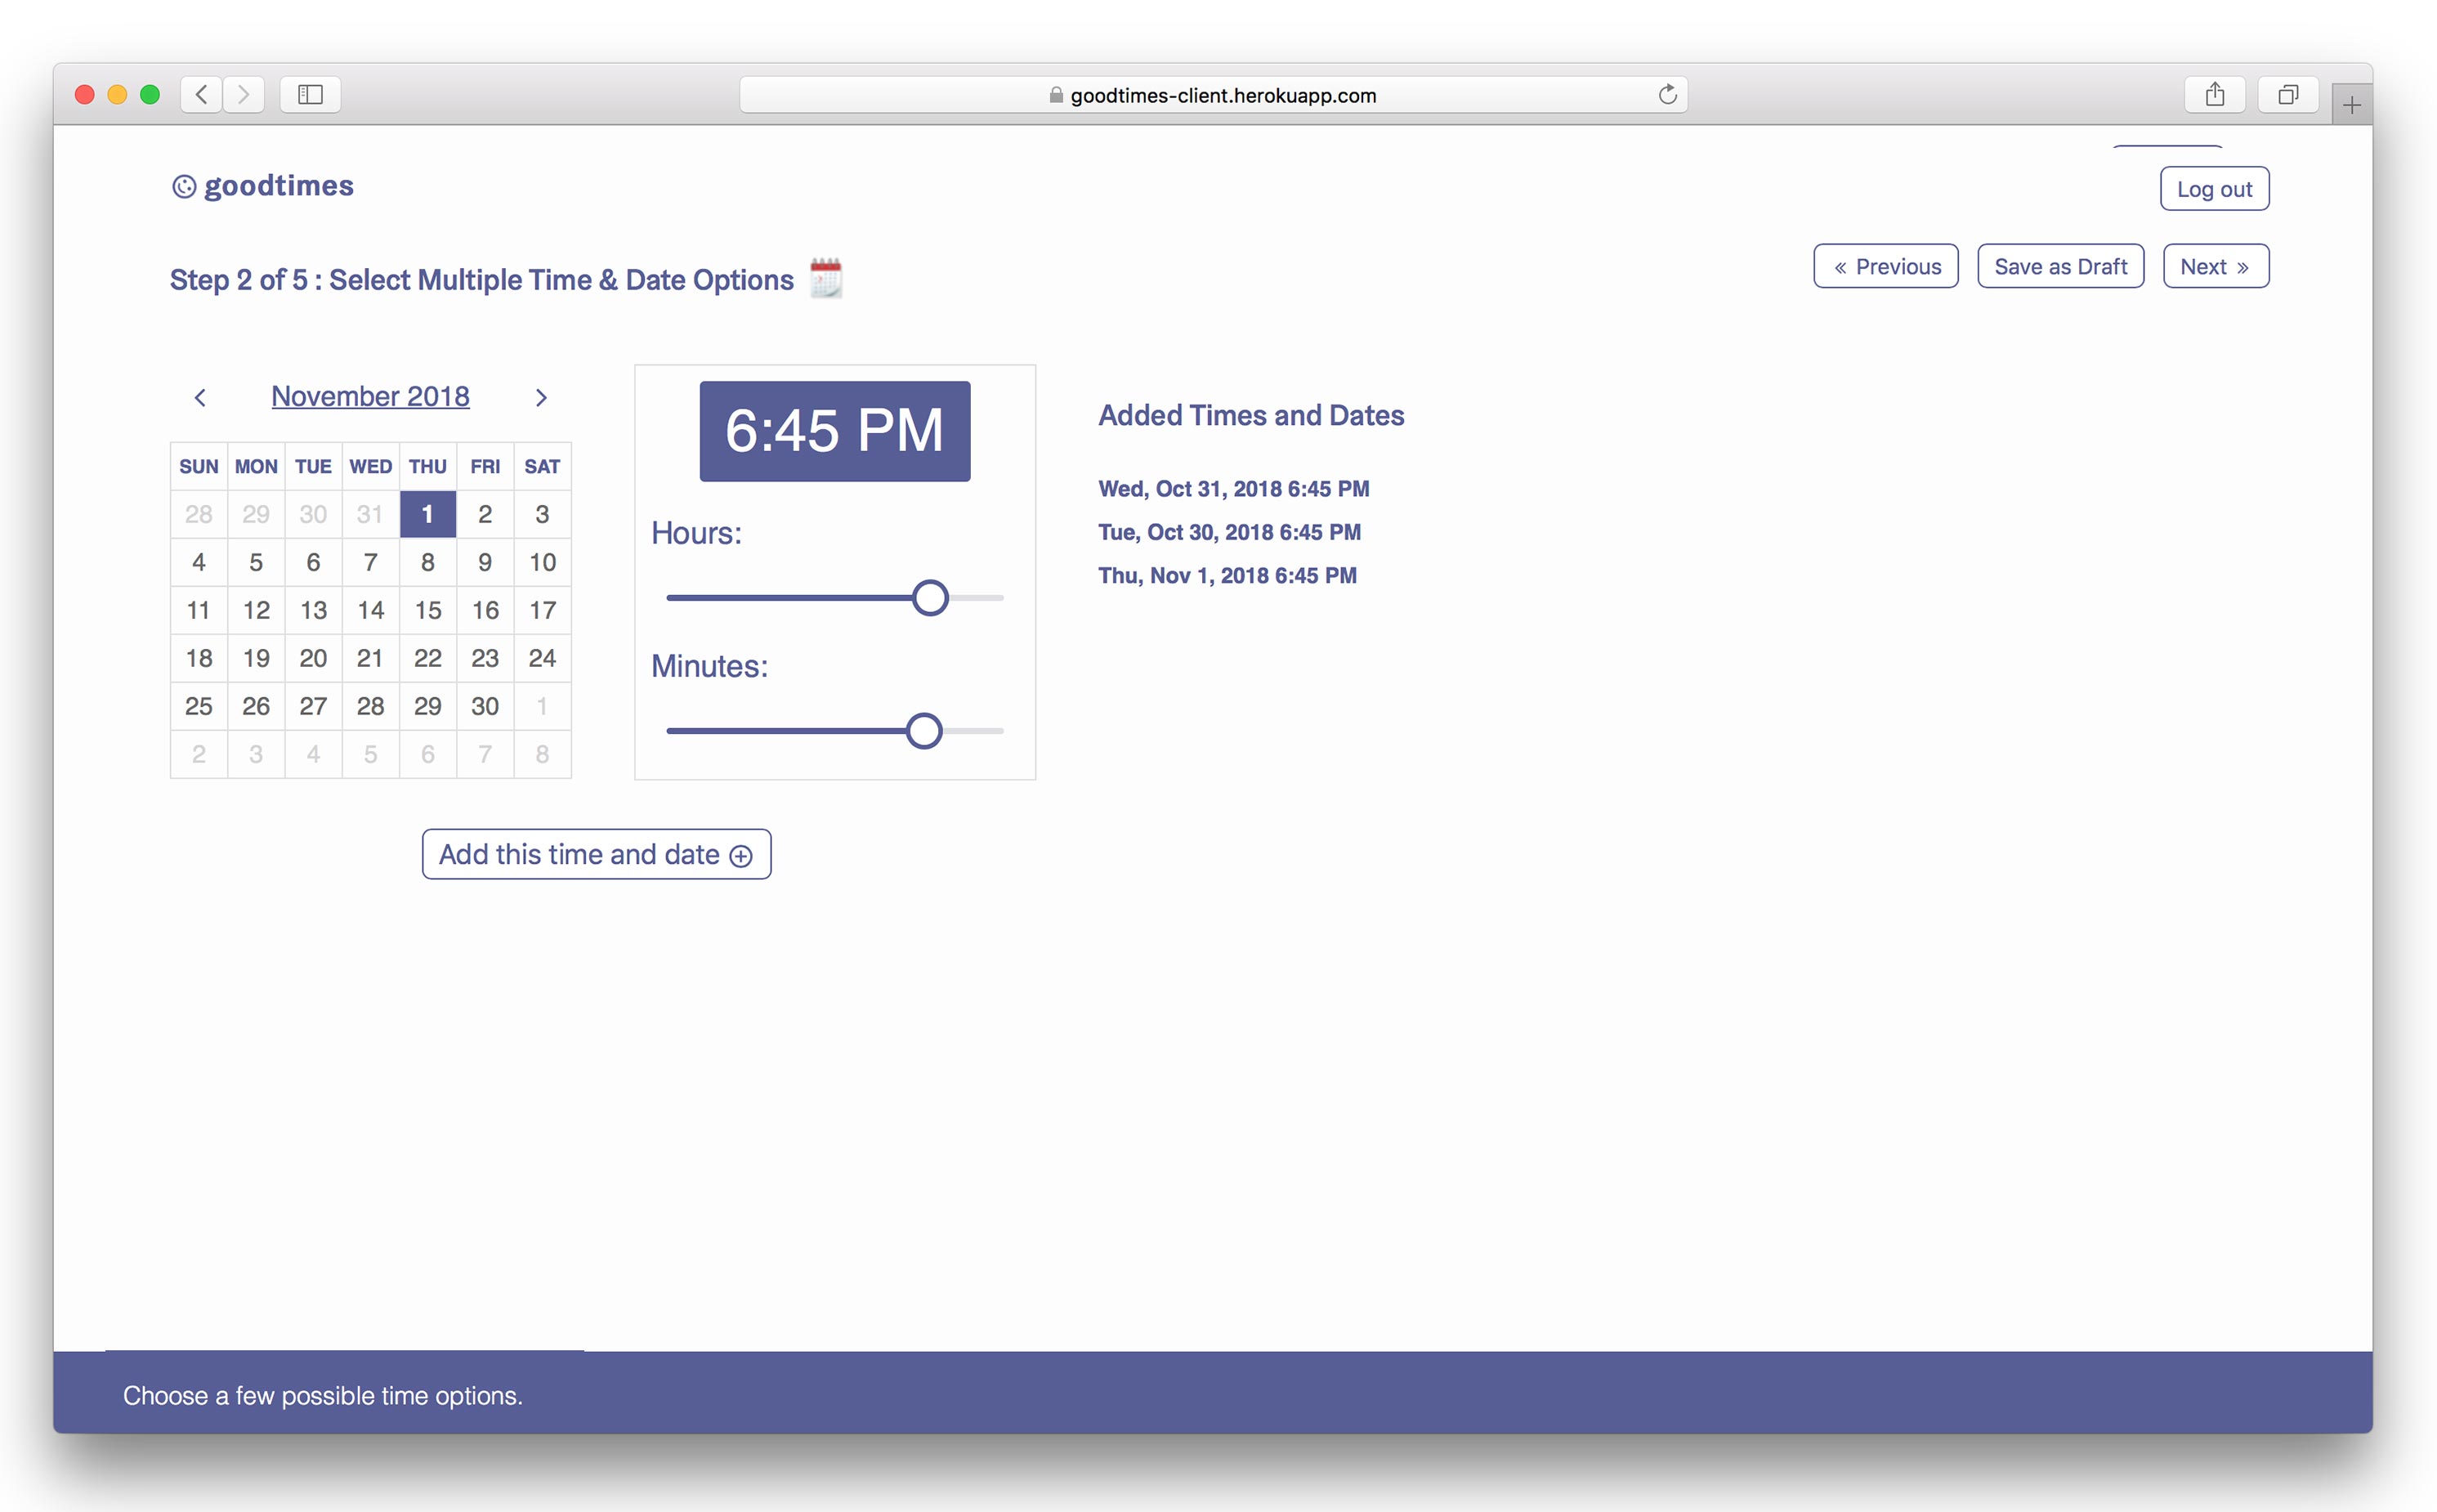 goodtimes-client.herokuapp.com
goodtimes
Log out
Step 2 of 5 : Select Multiple Time & Date Options
« Previous
Save as Draft
Next »
November 2018
SUN MON TUE WED THU FRI SAT
28 29 30 31 1 2 3
4 5 6 7 8 9 10
11 12 13 14 15 16 17
18 19 20 21 22 23 24
25 26 27 28 29 30 1
2 3 4 5 6 7 8
6:45 PM
Hours:
Minutes:
Added Times and Dates
Wed, Oct 31, 2018 6:45 PM
Tue, Oct 30, 2018 6:45 PM
Thu, Nov 1, 2018 6:45 PM
Add this time and date
Choose a few possible time options.